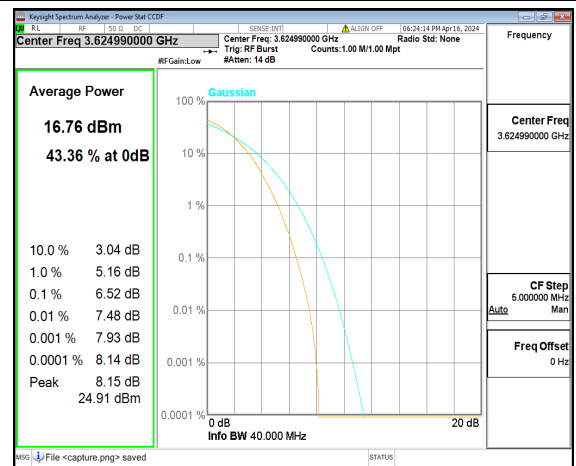 Keysight Spectrum Analyzer - Power Stat CCDF
RL RF 50 Ω DC SENSE:INT ALIGN OFF 06:24:14 PM Apr 16, 2024
Center Freq 3.624990000 GHz
Center Freq: 3.624990000 GHz Radio Std: None
Trig: RF Burst Counts:1.00 M/1.00 Mpt
#IFGain:Low #Atten: 14 dB
Frequency
Average Power
16.76 dBm
43.36 % at 0dB
10.0 % 3.04 dB
1.0 % 5.16 dB
0.1 % 6.52 dB
0.01 % 7.48 dB
0.001 % 7.93 dB
0.0001 % 8.14 dB
Peak 8.15 dB
24.91 dBm
Gaussian
100 %
10 %
1 %
0.1 %
0.01 %
0.001 %
0.0001 %
0 dB 20 dB
Info BW 40.000 MHz
Center Freq
3.624990000 GHz
CF Step
5.000000 MHz
Auto Man
Freq Offset
0 Hz
MSG File <capture.png> saved STATUS